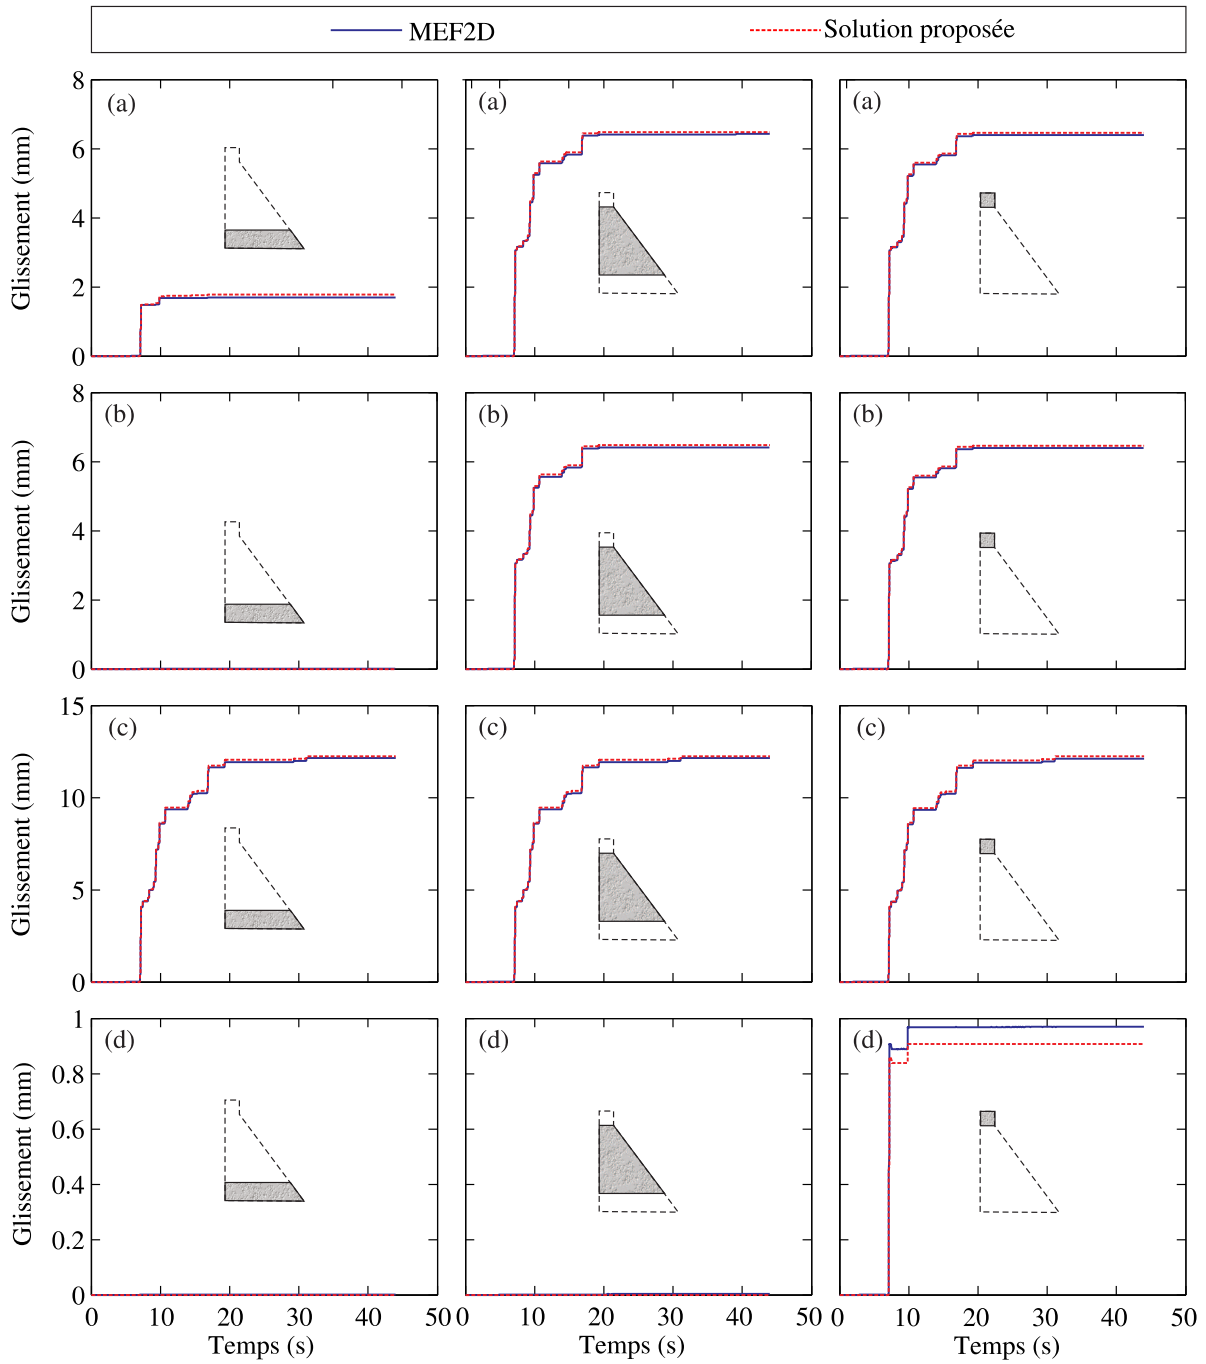 MEF2D
Solution proposée
8
6
4
2
0
Glissement (mm)
(a)
(a)
(a)
8
6
4
2
0
Glissement (mm)
(b)
(b)
(b)
15
10
5
0
Glissement (mm)
(c)
(c)
(c)
1
0.8
0.6
0.4
0.2
0
Glissement (mm)
(d)
(d)
(d)
0 10 20 30 40 50
0 10 20 30 40 50
0 10 20 30 40 50
Temps (s)
Temps (s)
Temps (s)